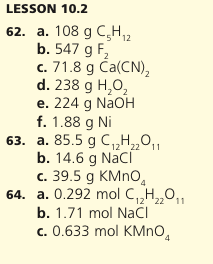 LESSON 10.2
62. a. 108 g C₅H₁₂
b. 547 g F₂
c. 71.8 g Ca(CN)₂
d. 238 g H₂O₂
e. 224 g NaOH
f. 1.88 g Ni
63. a. 85.5 g C₁₂H₂₂O₁₁
b. 14.6 g NaCl
c. 39.5 g KMnO₄
64. a. 0.292 mol C₁₂H₂₂O₁₁
b. 1.71 mol NaCl
c. 0.633 mol KMnO₄